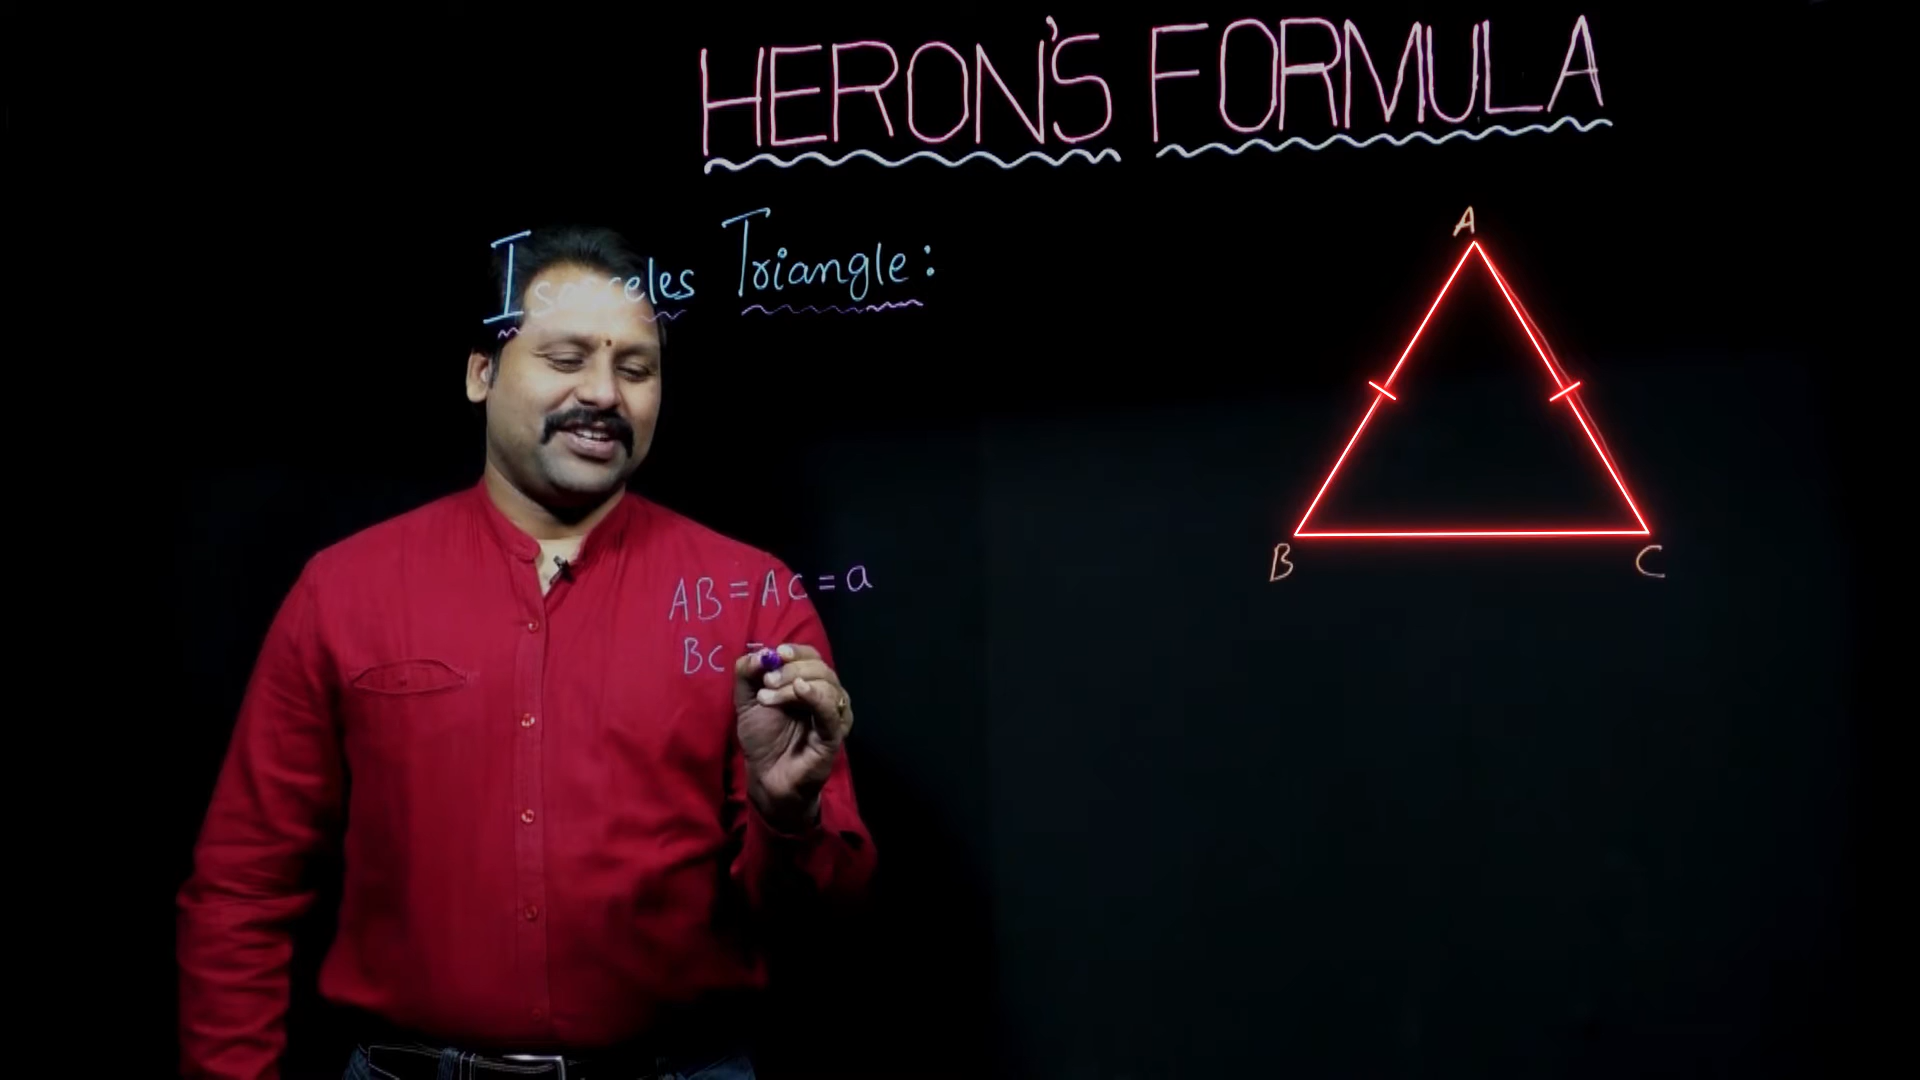 HERON'S FORMULA
Isosceles Triangle:
A
B
C
AB = AC = a
BC =